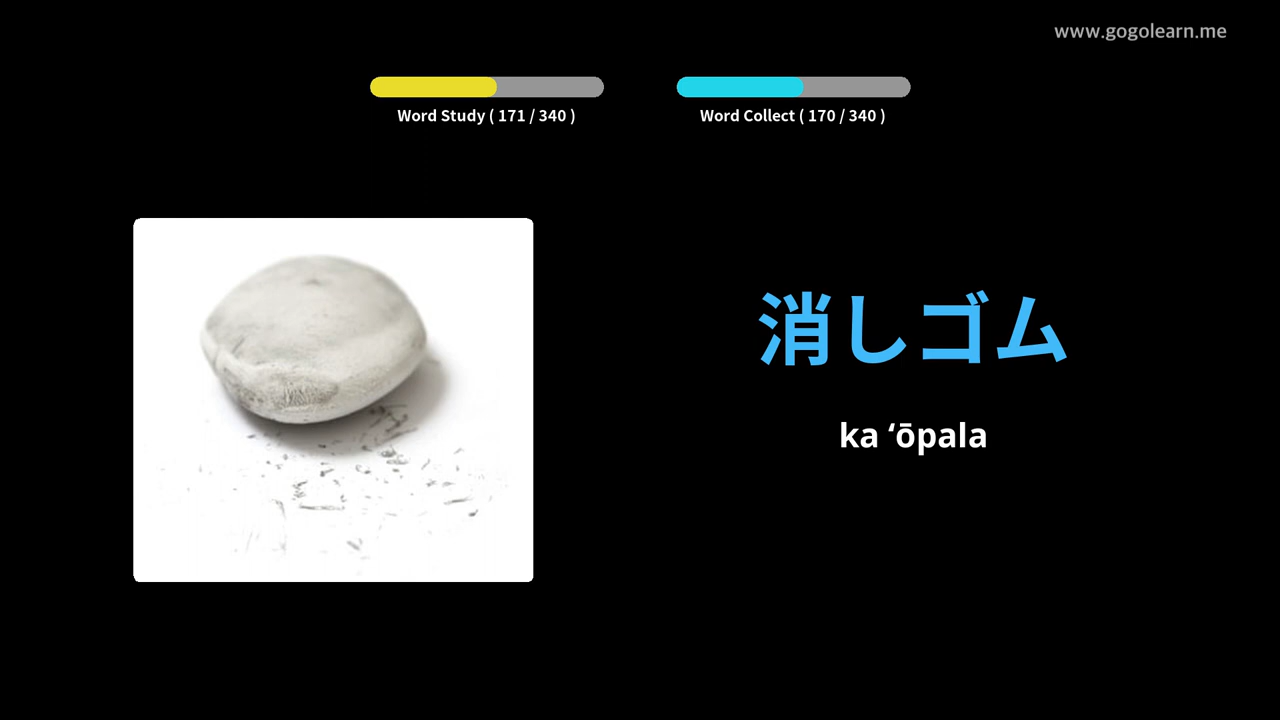 www.gogolearn.me
Word Study ( 171 / 340 )
Word Collect ( 170 / 340 )
消しゴム
ka ʻōpala